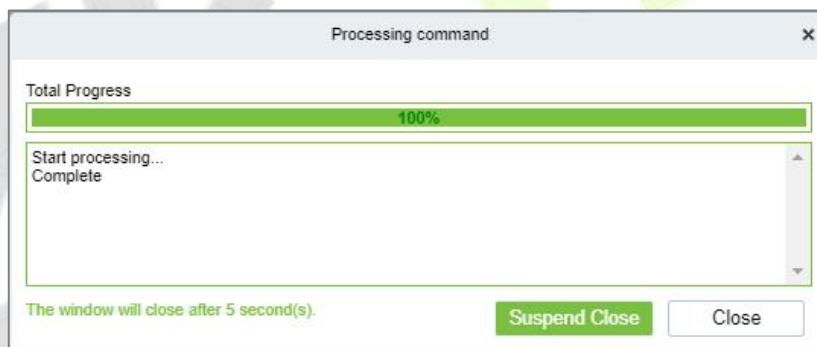 Processing command
×
Total Progress
100%
Start processing...
Complete
The window will close after 5 second(s).
Suspend Close
Close